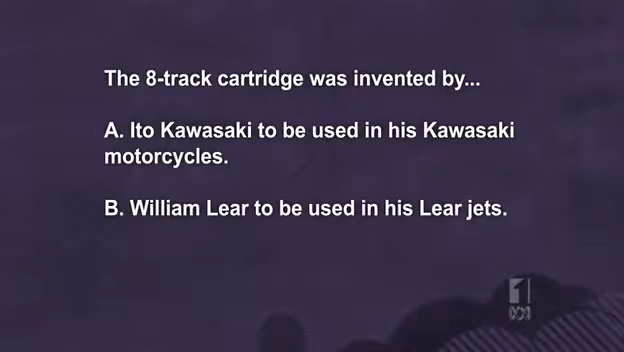 The 8-track cartridge was invented by...
A. Ito Kawasaki to be used in his Kawasaki
motorcycles.
B. William Lear to be used in his Lear jets.
1